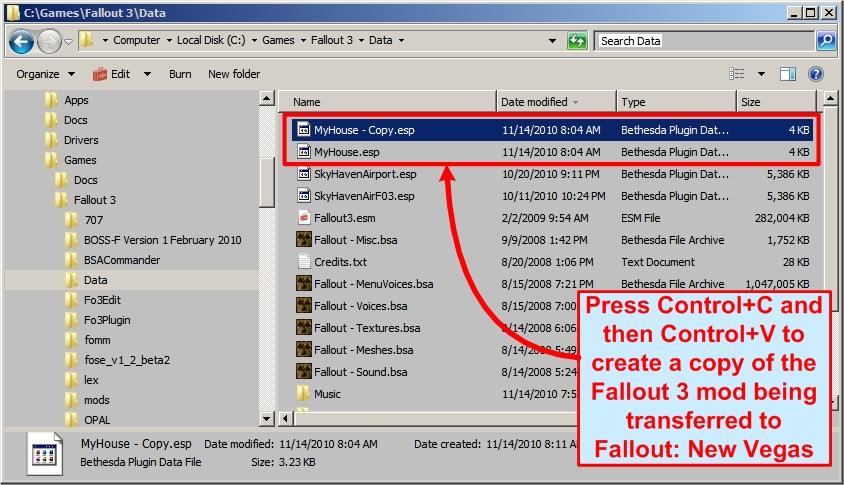 C:\Games\Fallout 3\Data
Computer Local Disk (C:) Games Fallout 3 Data
Search Data
Organize Edit Burn New folder
Apps
Docs
Drivers
Games
Docs
Fallout 3
707
BOSS-F Version 1 February 2010
BSACommander
Data
Fo3Edit
Fo3Plugin
fomm
fose_v1_2_beta2
lex
mods
OPAL
Name Date modified Type Size
MyHouse - Copy.esp 11/14/2010 8:04 AM Bethesda Plugin Dat... 4 KB
MyHouse.esp 11/14/2010 8:04 AM Bethesda Plugin Dat... 4 KB
SkyHavenAirport.esp 10/20/2010 9:11 PM Bethesda Plugin Dat... 5,386 KB
SkyHavenAirF03.esp 10/11/2010 10:24 PM Bethesda Plugin Dat... 5,386 KB
Fallout3.esm 2/2/2009 9:54 AM ESM File 282,004 KB
Fallout - Misc.bsa 9/9/2008 1:42 PM Bethesda File Archive 1,752 KB
Credits.txt 8/20/2008 1:06 PM Text Document 28 KB
Fallout - MenuVoices.bsa 8/15/2008 7:21 PM Bethesda File Archive 1,047,005 KB
Fallout - Voices.bsa 8/15/2008 7:00
Fallout - Textures.bsa 8/14/2008 6:06
Fallout - Meshes.bsa 8/14/2008 5:49
Fallout - Sound.bsa 8/14/2008
Music 11/14/2010 7:5
Press Control+C and
then Control+V to
create a copy of the
Fallout 3 mod being
transferred to
Fallout: New Vegas
MyHouse - Copy.esp Date modified: 11/14/2010 8:04 AM Date created: 11/14/2010 8:11
Bethesda Plugin Data File Size: 3.23 KB